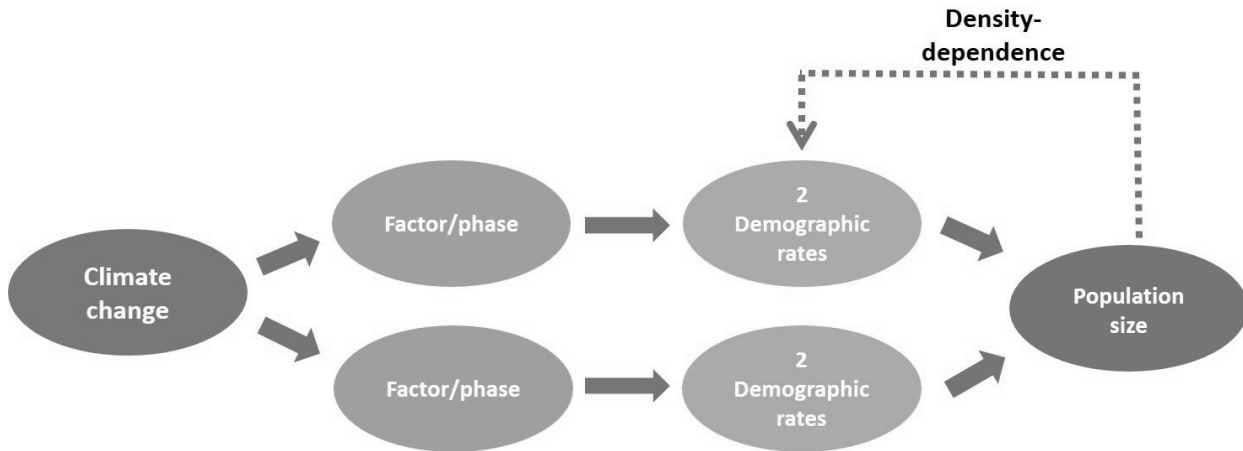 Density-
dependence
Factor/phase
2
Demographic
rates
Climate
change
Population
size
Factor/phase
2
Demographic
rates